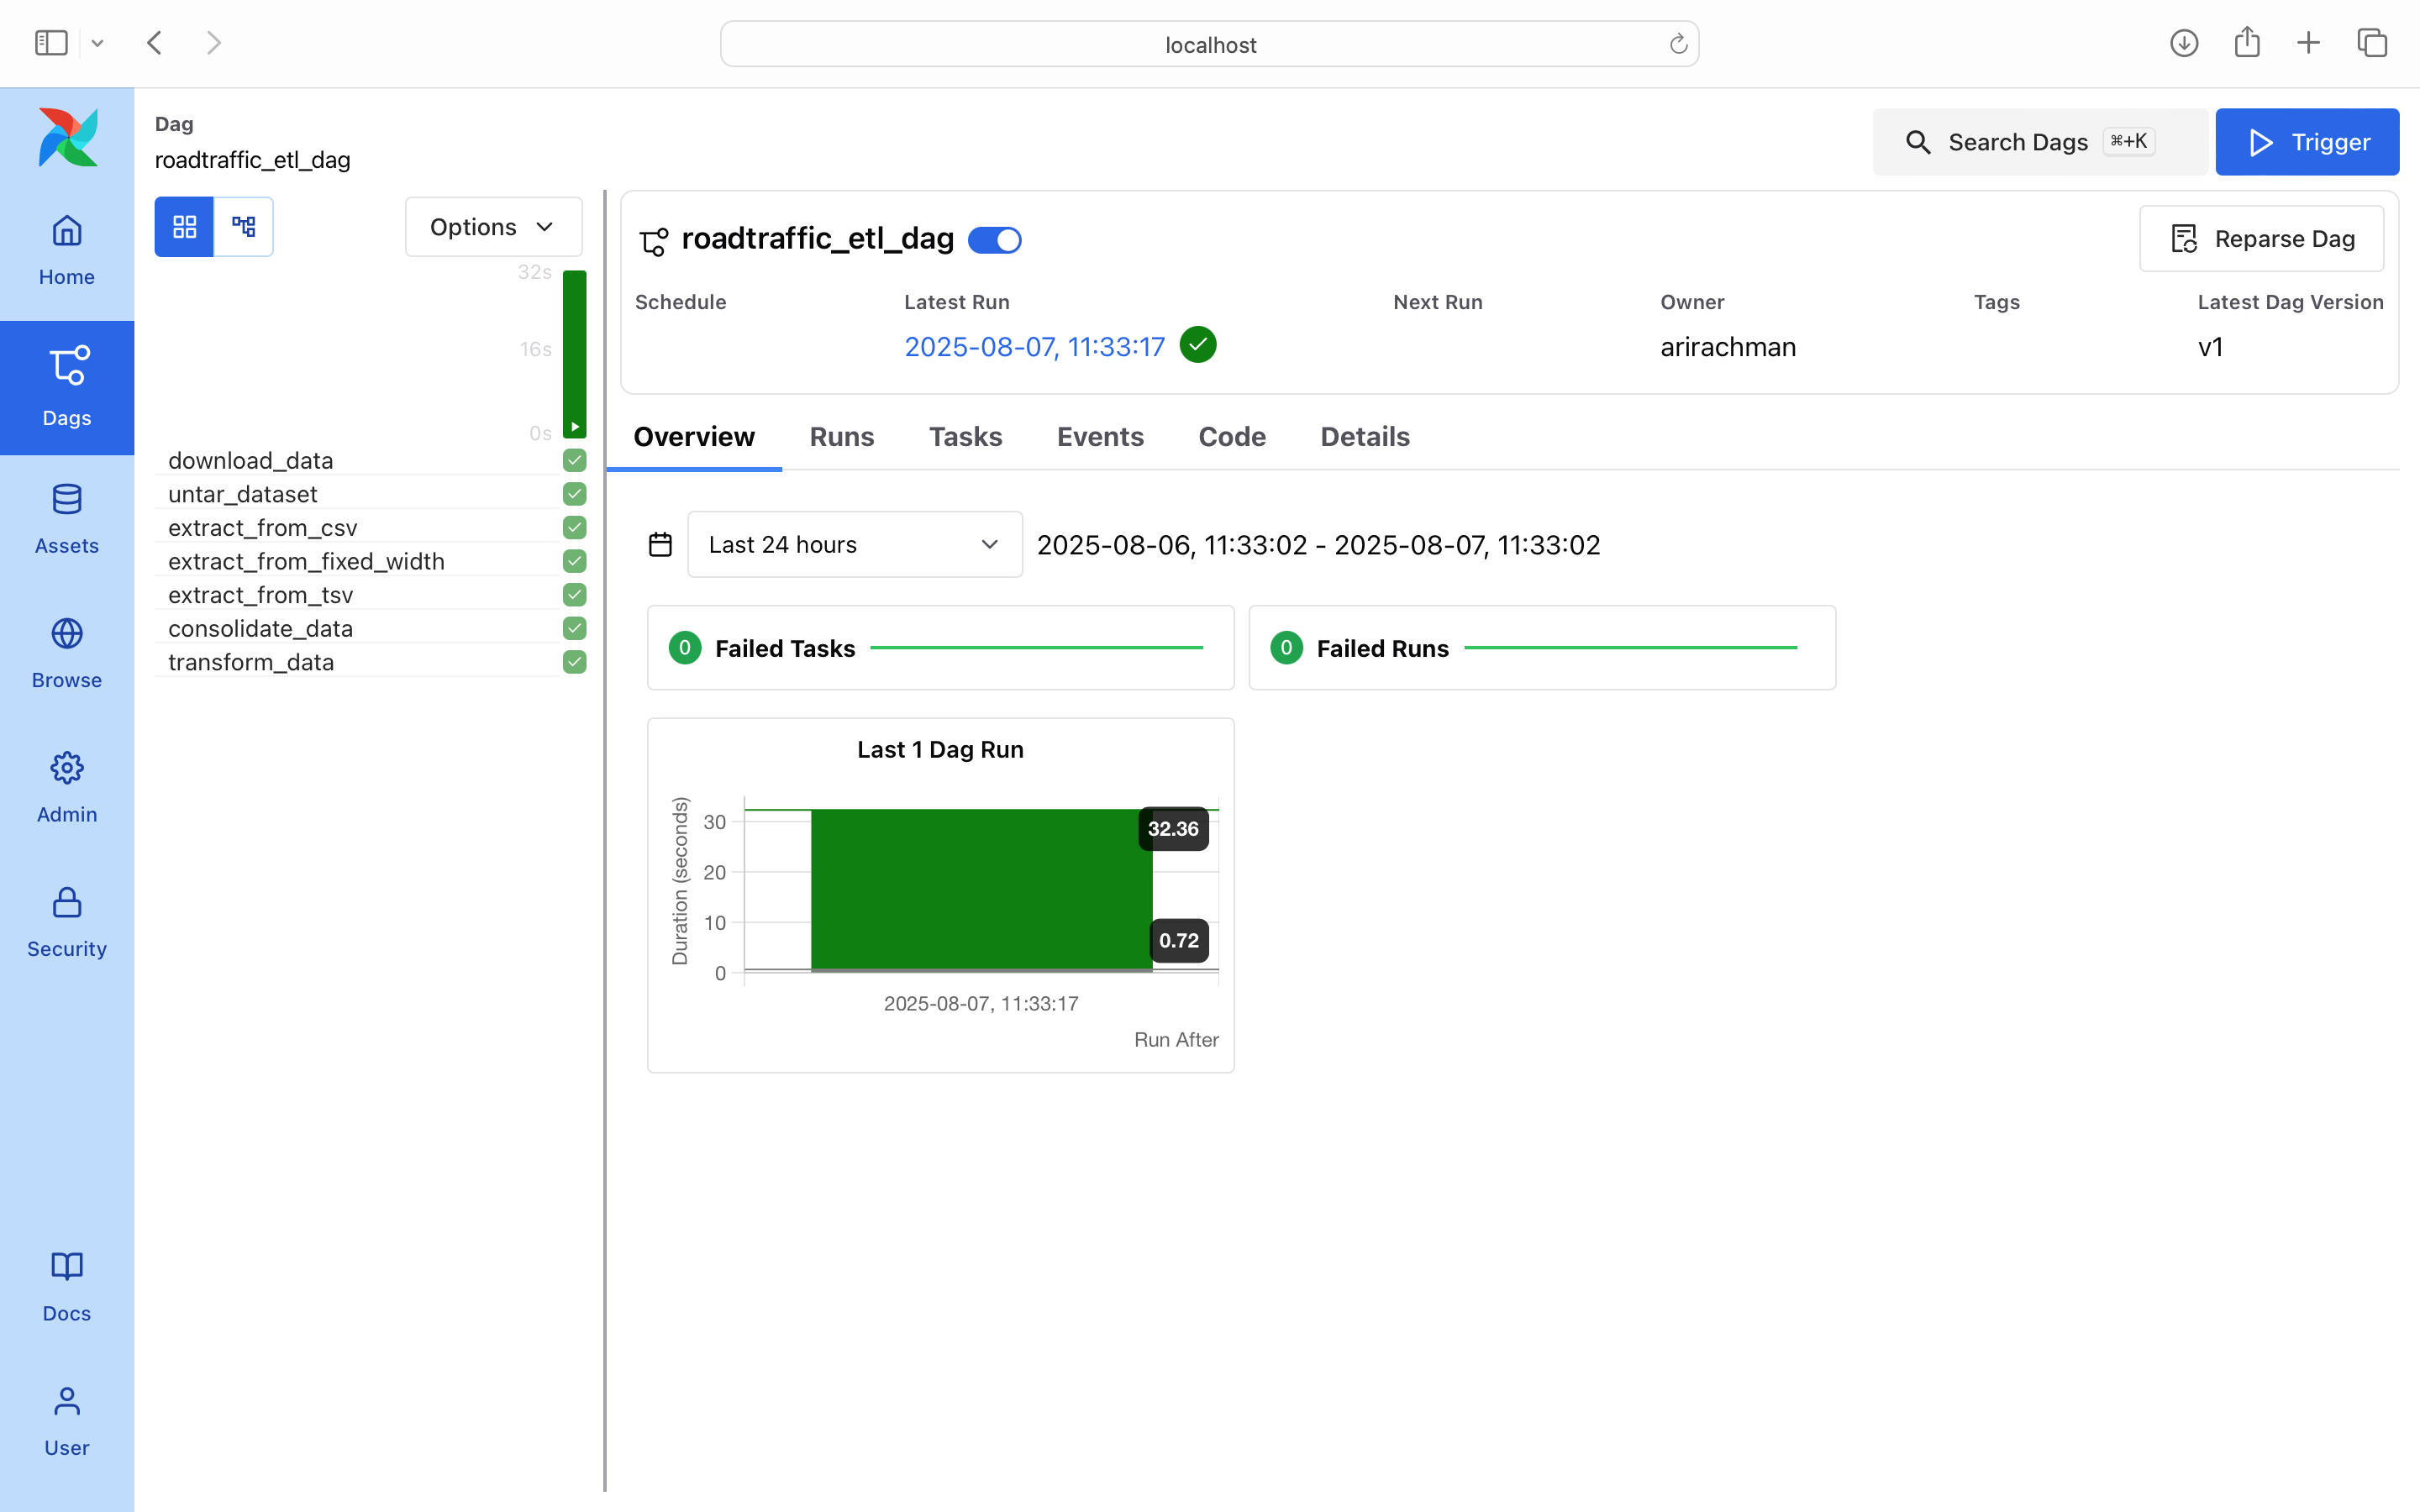 localhost
Dag
roadtraffic_etl_dag
Search Dags ⌘+K
Trigger
Home
Dags
Assets
Browse
Admin
Security
Docs
User
Options
32s
16s
0s
download_data
untar_dataset
extract_from_csv
extract_from_fixed_width
extract_from_tsv
consolidate_data
transform_data
roadtraffic_etl_dag
Reparse Dag
Schedule Latest Run Next Run Owner Tags Latest Dag Version
2025-08-07, 11:33:17 arirachman v1
Overview Runs Tasks Events Code Details
Last 24 hours 2025-08-06, 11:33:02 - 2025-08-07, 11:33:02
0 Failed Tasks
0 Failed Runs
Last 1 Dag Run
Duration (seconds)
30
20
10
0
32.36
0.72
2025-08-07, 11:33:17
Run After